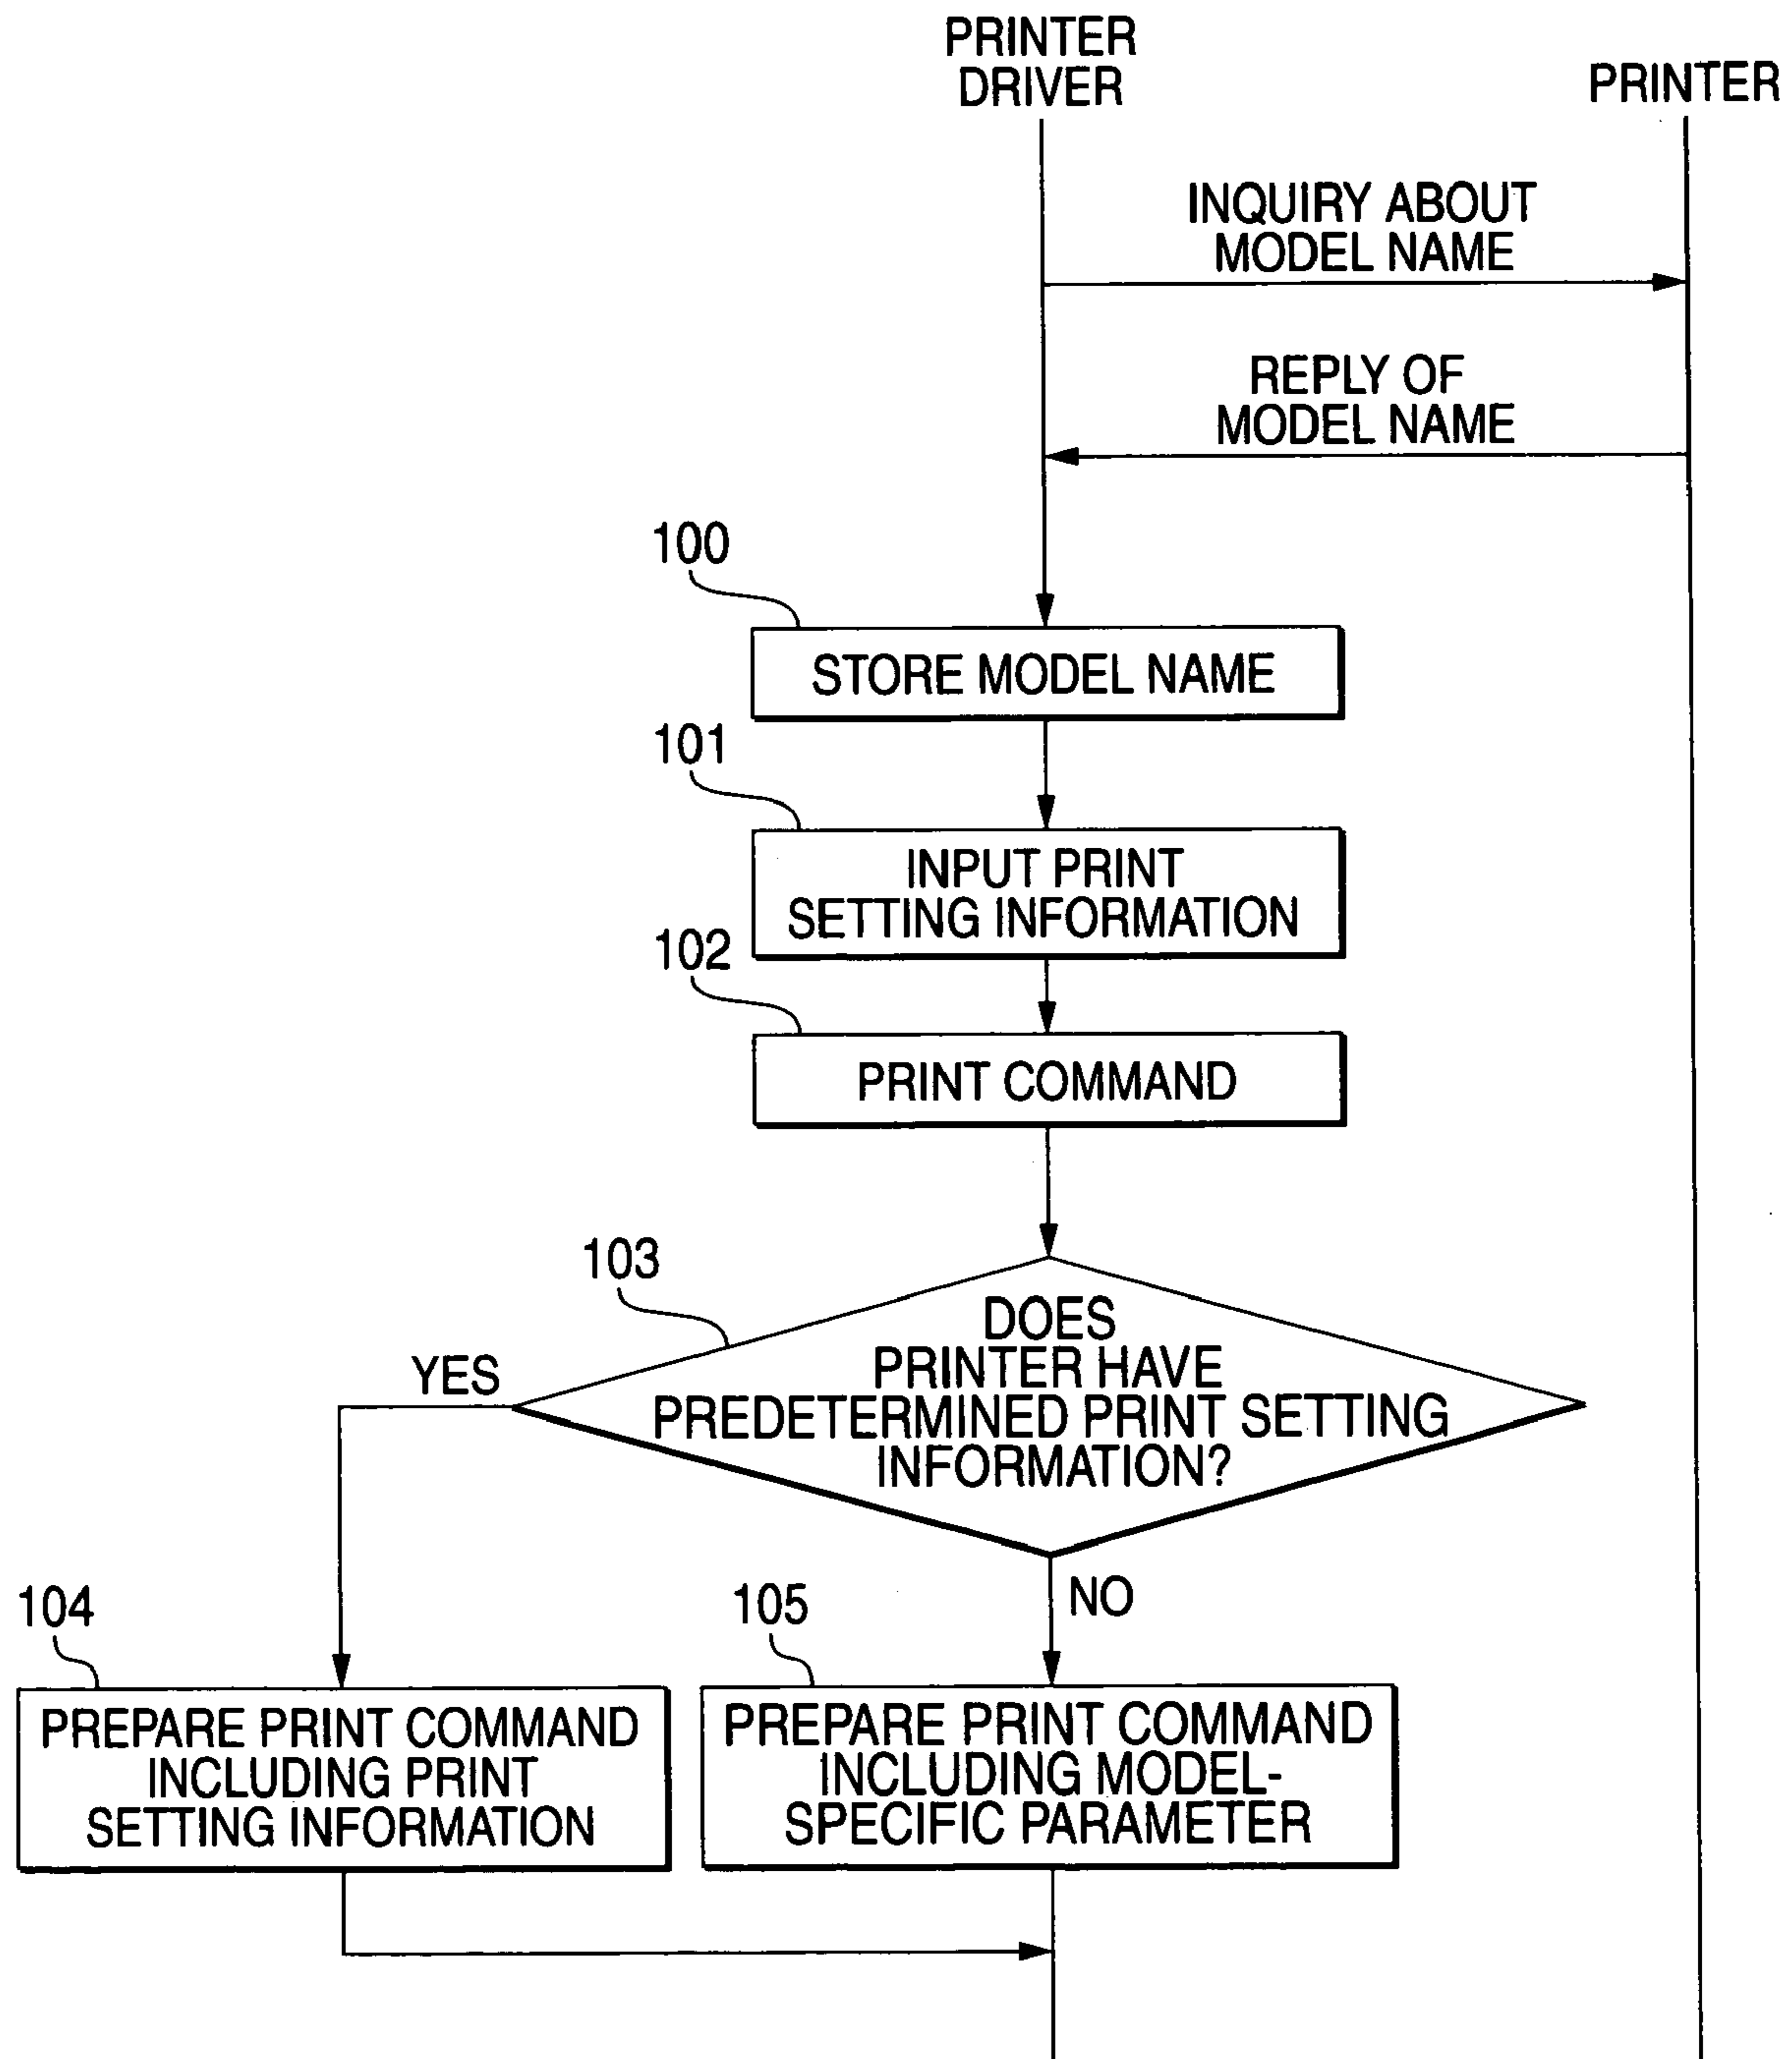 PRINTER
DRIVER
PRINTER
INQUIRY ABOUT
MODEL NAME
REPLY OF
MODEL NAME
100
STORE MODEL NAME
101
INPUT PRINT
SETTING INFORMATION
102
PRINT COMMAND
103
DOES
PRINTER HAVE
PREDETERMINED PRINT SETTING
INFORMATION?
YES
NO
104
PREPARE PRINT COMMAND
INCLUDING PRINT
SETTING INFORMATION
105
PREPARE PRINT COMMAND
INCLUDING MODEL-
SPECIFIC PARAMETER